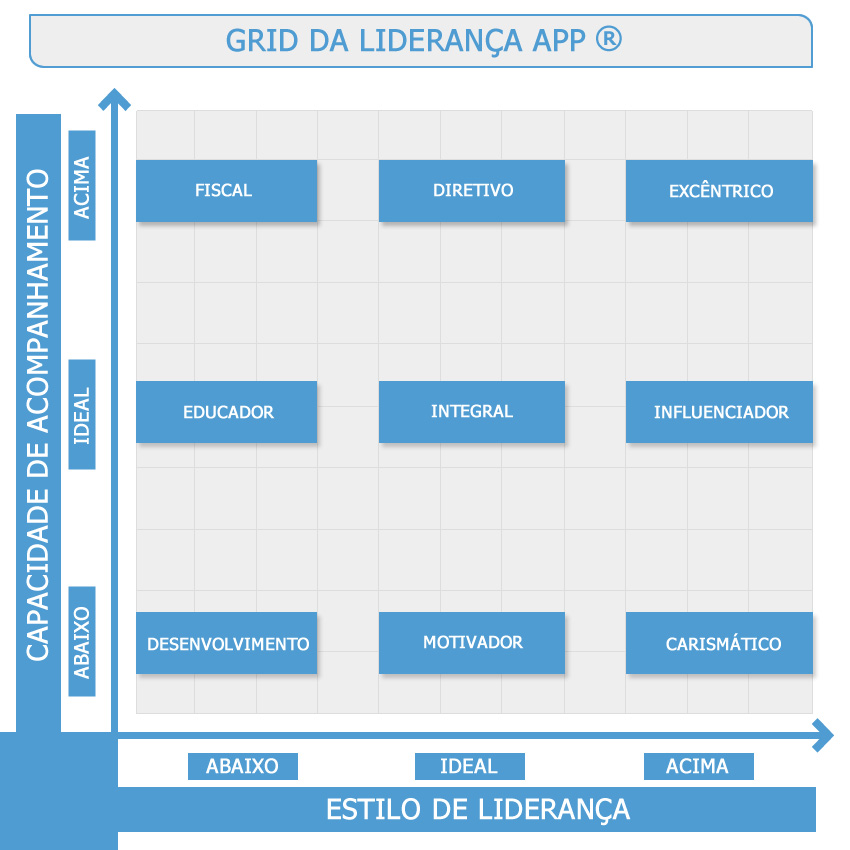 GRID DA LIDERANÇA APP ®
CAPACIDADE DE ACOMPANHAMENTO
ACIMA
FISCAL
DIRETIVO
EXCÊNTRICO
IDEAL
EDUCADOR
INTEGRAL
INFLUENCIADOR
ABAIXO
DESENVOLVIMENTO
MOTIVADOR
CARISMÁTICO
ABAIXO
IDEAL
ACIMA
ESTILO DE LIDERANÇA